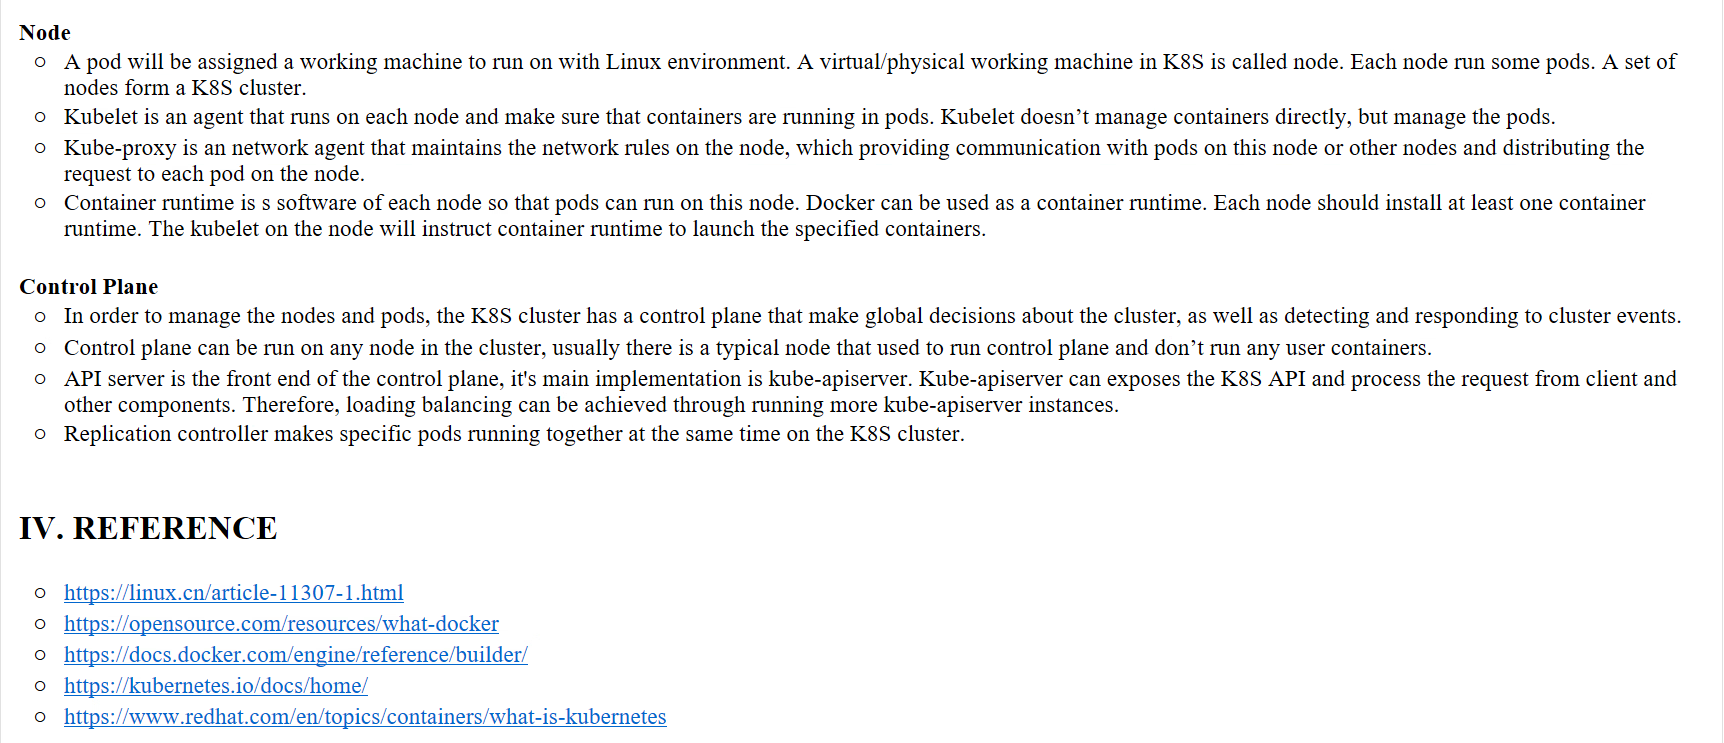 Node
○ A pod will be assigned a working machine to run on with Linux environment. A virtual/physical working machine in K8S is called node. Each node run some pods. A set of
nodes form a K8S cluster.
○ Kubelet is an agent that runs on each node and make sure that containers are running in pods. Kubelet doesn’t manage containers directly, but manage the pods.
○ Kube-proxy is an network agent that maintains the network rules on the node, which providing communication with pods on this node or other nodes and distributing the
request to each pod on the node.
○ Container runtime is s software of each node so that pods can run on this node. Docker can be used as a container runtime. Each node should install at least one container
runtime. The kubelet on the node will instruct container runtime to launch the specified containers.
Control Plane
○ In order to manage the nodes and pods, the K8S cluster has a control plane that make global decisions about the cluster, as well as detecting and responding to cluster events.
○ Control plane can be run on any node in the cluster, usually there is a typical node that used to run control plane and don’t run any user containers.
○ API server is the front end of the control plane, it's main implementation is kube-apiserver. Kube-apiserver can exposes the K8S API and process the request from client and
other components. Therefore, loading balancing can be achieved through running more kube-apiserver instances.
○ Replication controller makes specific pods running together at the same time on the K8S cluster.
IV. REFERENCE
○ https://linux.cn/article-11307-1.html
○ https://opensource.com/resources/what-docker
○ https://docs.docker.com/engine/reference/builder/
○ https://kubernetes.io/docs/home/
○ https://www.redhat.com/en/topics/containers/what-is-kubernetes